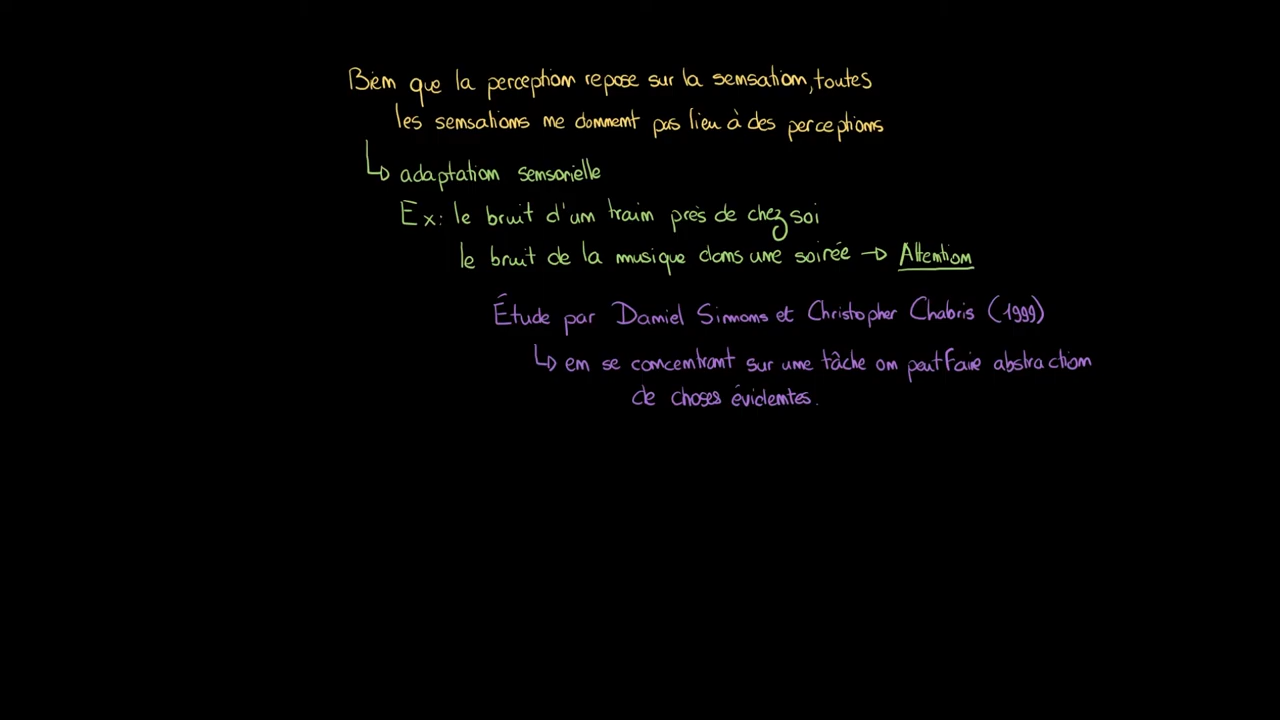 Bien que la perception repose sur la sensation, toutes
les sensations ne donnent pas lieu à des perceptions
↳ adaptation sensorielle
Ex: le bruit d'un train près de chez soi
le bruit de la musique dans une soirée → Attention
Étude par Daniel Simmons et Christopher Chabris (1999)
↳ en se concentrant sur une tâche on peut faire abstraction
de choses évidentes.